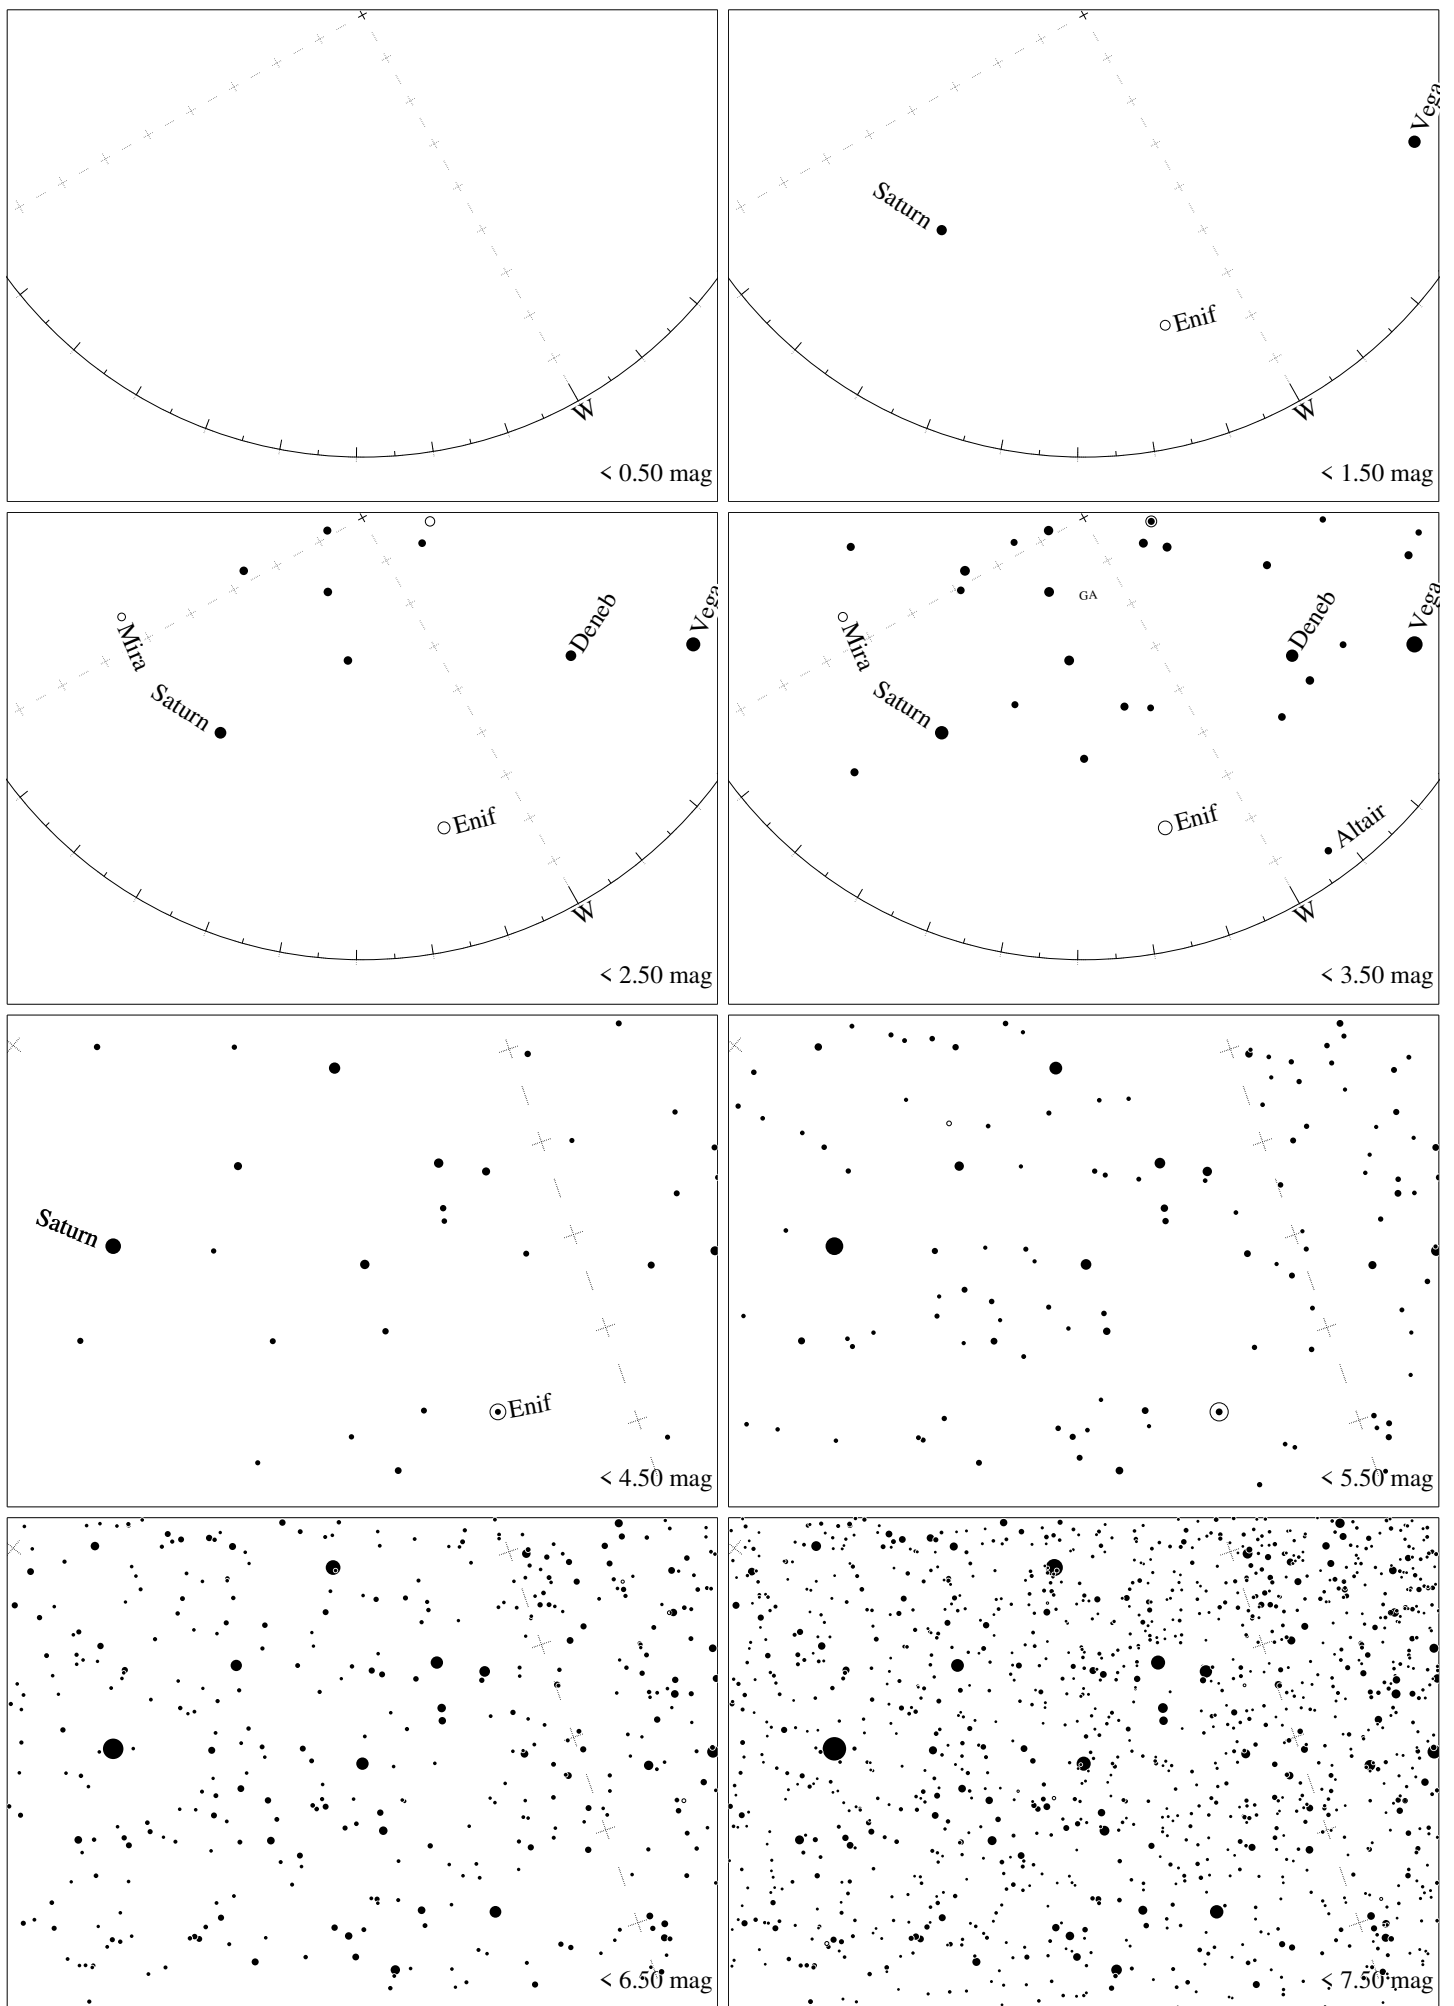 W
< 0.50 mag
Vega
Saturn
Enif
W
< 1.50 mag
Mira
Saturn
Deneb
Vega
Enif
W
< 2.50 mag
GA
Mira
Saturn
Deneb
Vega
Enif
Altair
W
< 3.50 mag
Saturn
Enif
< 4.50 mag
< 5.50 mag
< 6.50 mag
< 7.50 mag